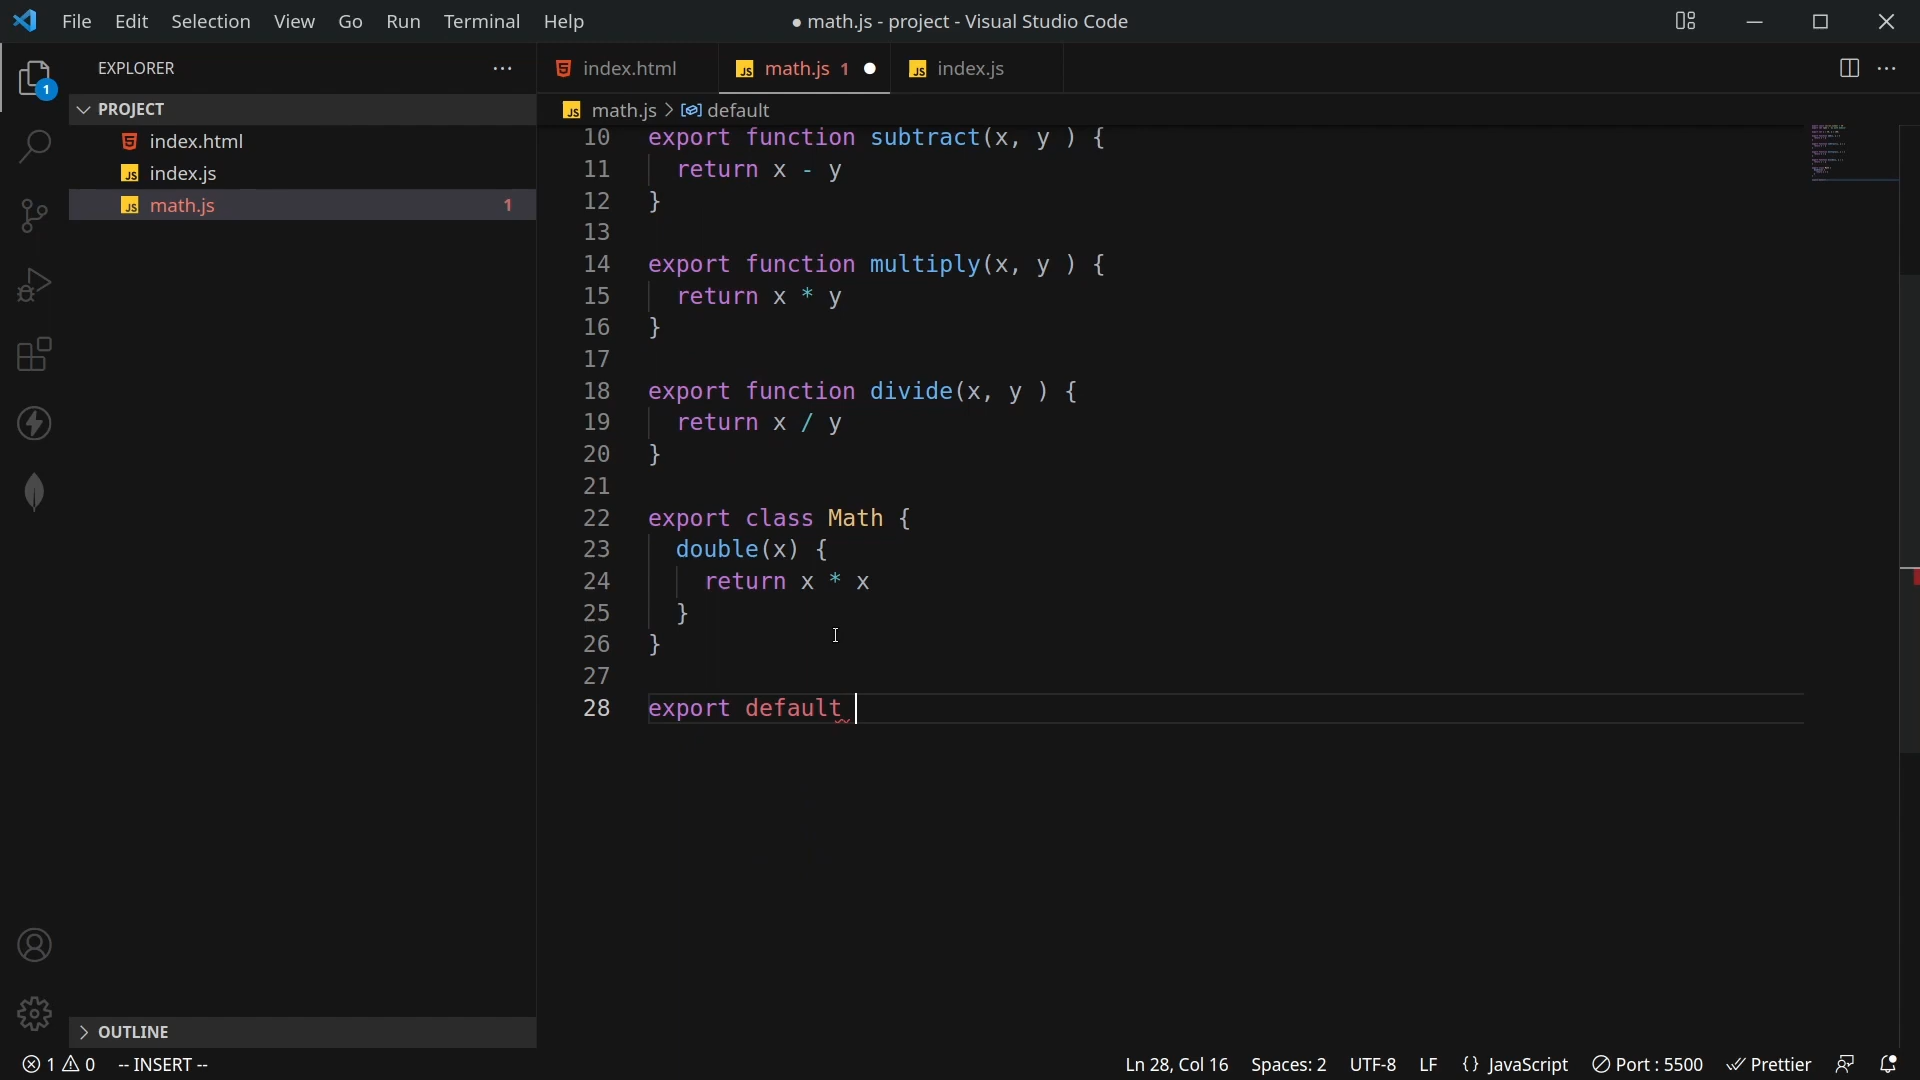 File Edit Selection View Go Run Terminal Help ● math.js - project - Visual Studio Code
EXPLORER ···
index.html math.js 1 ● index.js
1
PROJECT
math.js > default
index.html
index.js
math.js 1
10 export function subtract(x, y ) {
11 return x - y
12 }
13
14 export function multiply(x, y ) {
15 return x * y
16 }
17
18 export function divide(x, y ) {
19 return x / y
20 }
21
22 export class Math {
23 double(x) {
24 return x * x
25 }
26 }
27
28 export default
OUTLINE
1 0 -- INSERT -- Ln 28, Col 16 Spaces: 2 UTF-8 LF {} JavaScript Port : 5500 Prettier